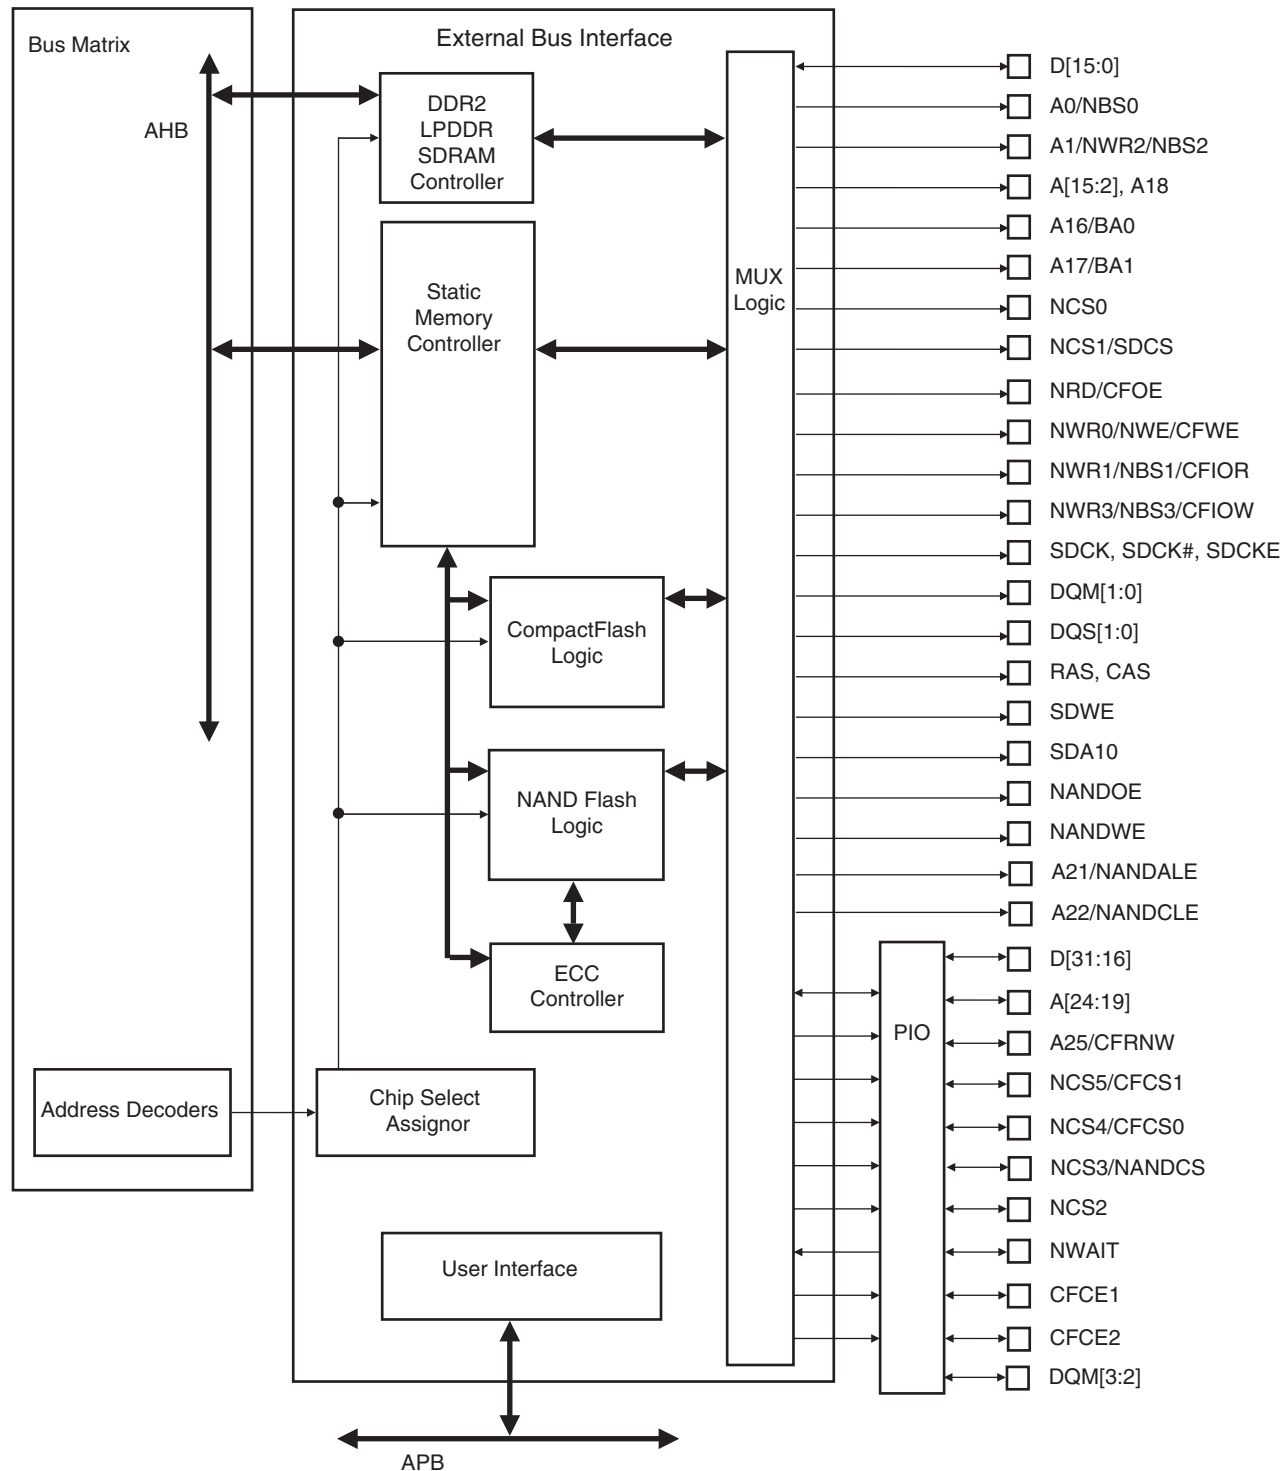 Bus Matrix
AHB
Address Decoders
External Bus Interface
DDR2
LPDDR
SDRAM
Controller
Static
Memory
Controller
CompactFlash
Logic
NAND Flash
Logic
ECC
Controller
Chip Select
Assignor
User Interface
APB
MUX
Logic
PIO
D[15:0]
A0/NBS0
A1/NWR2/NBS2
A[15:2], A18
A16/BA0
A17/BA1
NCS0
NCS1/SDCS
NRD/CFOE
NWR0/NWE/CFWE
NWR1/NBS1/CFIOR
NWR3/NBS3/CFIOW
SDCK, SDCK#, SDCKE
DQM[1:0]
DQS[1:0]
RAS, CAS
SDWE
SDA10
NANDOE
NANDWE
A21/NANDALE
A22/NANDCLE
D[31:16]
A[24:19]
A25/CFRNW
NCS5/CFCS1
NCS4/CFCS0
NCS3/NANDCS
NCS2
NWAIT
CFCE1
CFCE2
DQM[3:2]